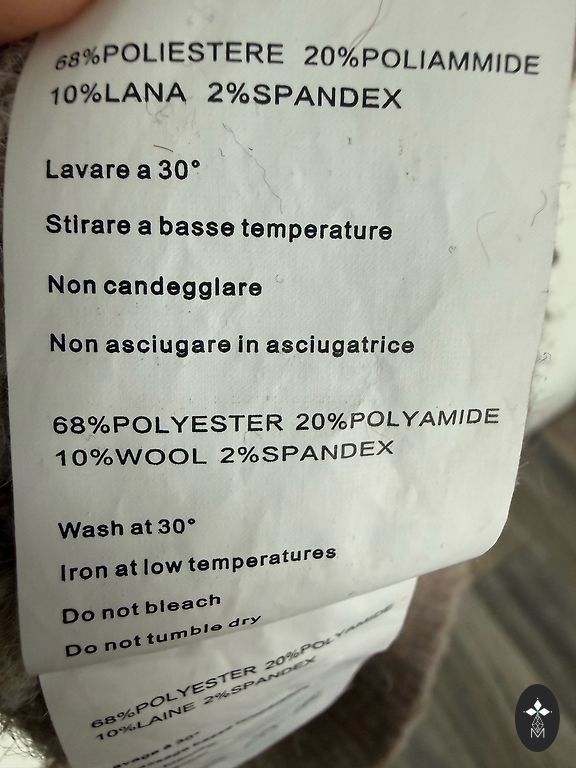 68%POLIESTERE 20%POLIAMMIDE
10%LANA 2%SPANDEX
Lavare a 30°
Stirare a basse temperature
Non candegglare
Non asciugare in asciugatrice
68%POLYESTER 20%POLYAMIDE
10%WOOL 2%SPANDEX
Wash at 30°
Iron at low temperatures
Do not bleach
Do not tumble dry
68%POLYESTER 20%POLYAMIDE
10%LAINE 2%SPANDEX
à 30°